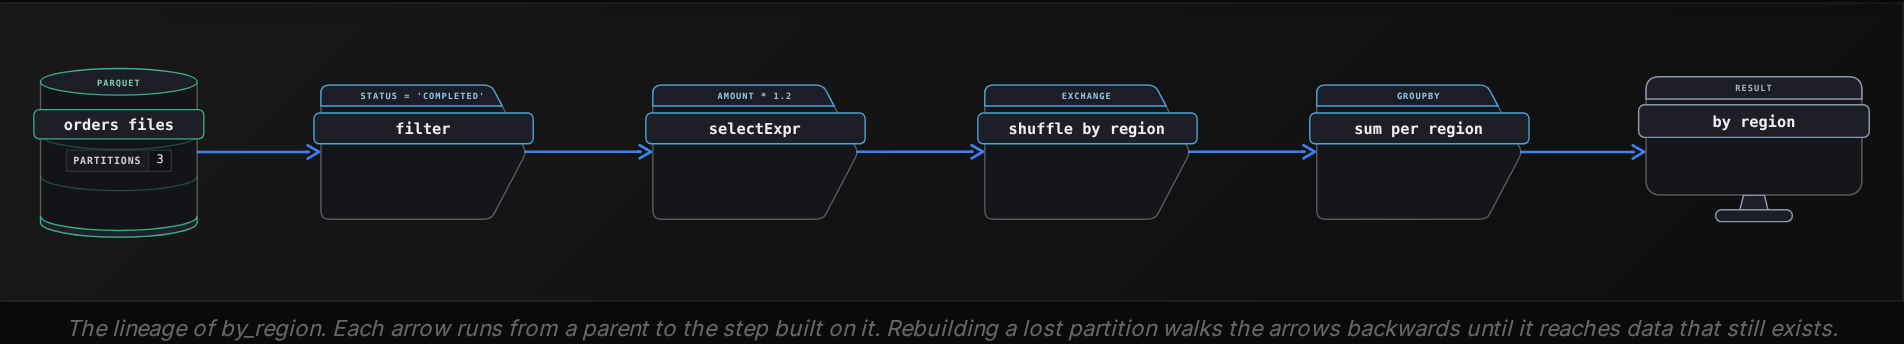 PARQUET
orders files
PARTITIONS 3
STATUS = 'COMPLETED'
filter
AMOUNT * 1.2
selectExpr
EXCHANGE
shuffle by region
GROUPBY
sum per region
RESULT
by region
The lineage of by_region. Each arrow runs from a parent to the step built on it. Rebuilding a lost partition walks the arrows backwards until it reaches data that still exists.